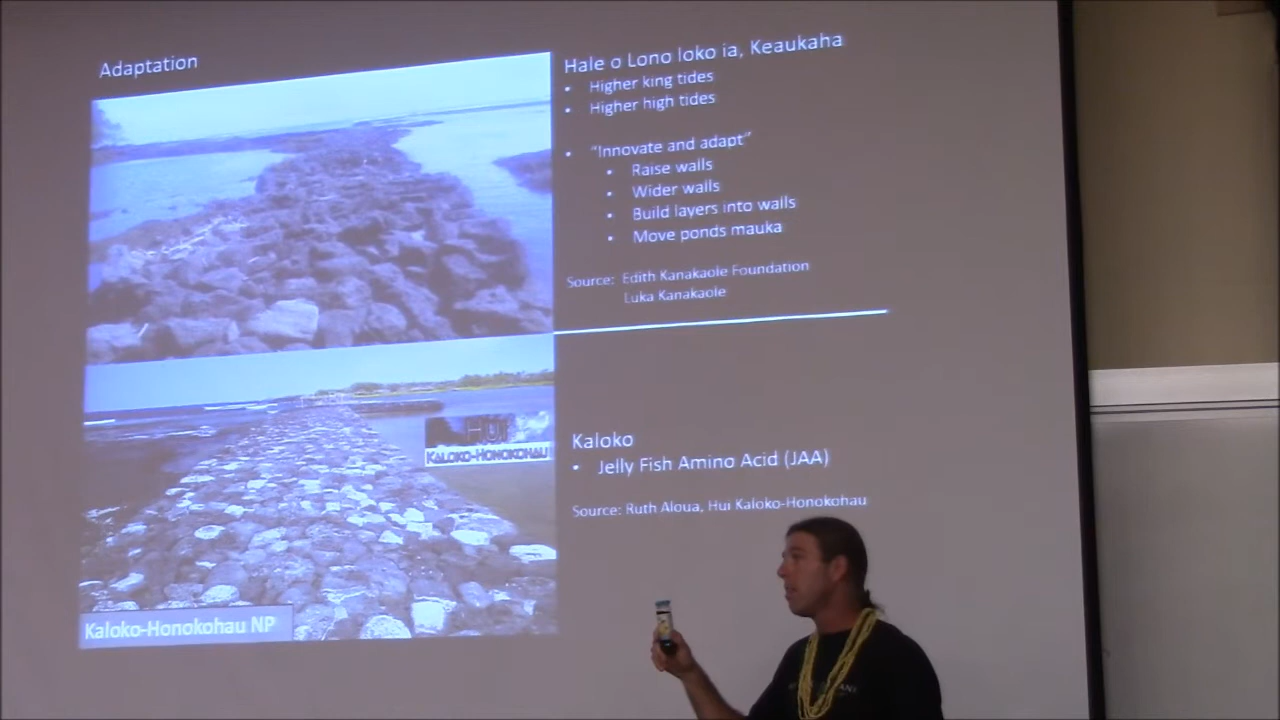 Adaptation
Hale o Lono loko ia, Keaukaha
• Higher king tides
• Higher high tides
• "Innovate and adapt"
• Raise walls
• Wider walls
• Build layers into walls
• Move ponds mauka
Source: Edith Kanakaole Foundation
Luka Kanakaole
HUI
KALOKO-HONOKOHAU
Kaloko
• Jelly Fish Amino Acid (JAA)
Source: Ruth Aloua, Hui Kaloko-Honokohau
Kaloko-Honokohau NP